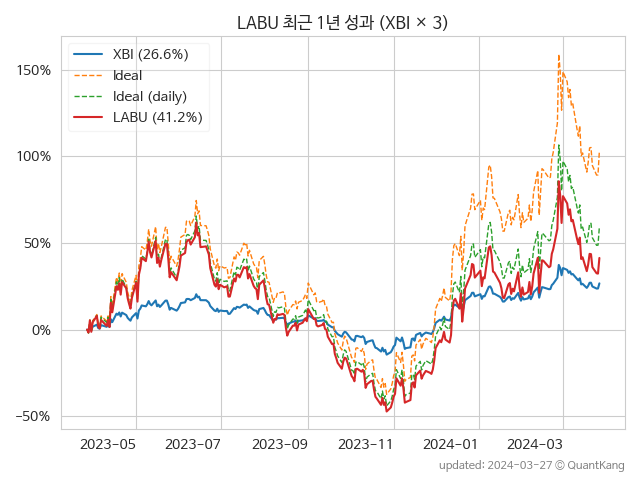 LABU 최근 1년 성과 (XBI × 3)
XBI (26.6%)
Ideal
Ideal (daily)
LABU (41.2%)
150%
100%
50%
0%
−50%
2023-05
2023-07
2023-09
2023-11
2024-01
2024-03
updated: 2024-03-27 © QuantKang